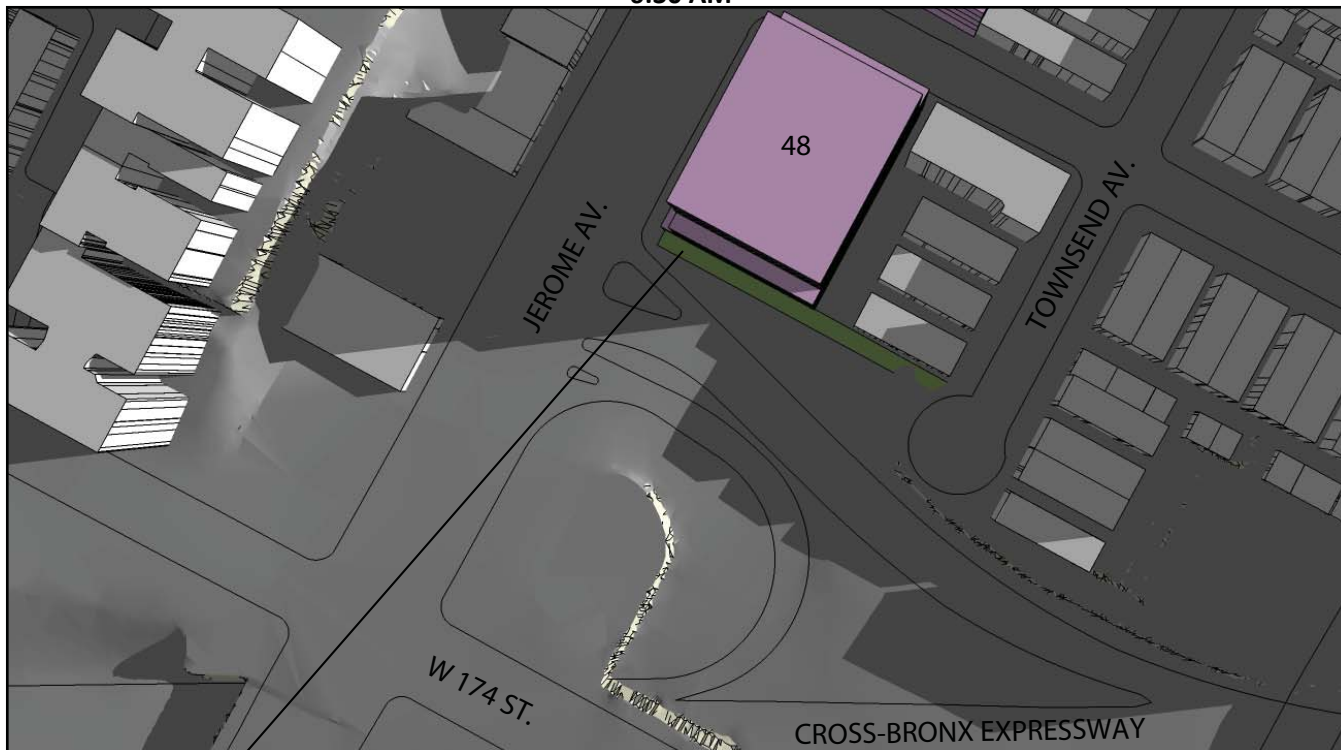 48
JEROME AV.
TOWNSEND AV.
W 174 ST.
CROSS-BRONX EXPRESSWAY